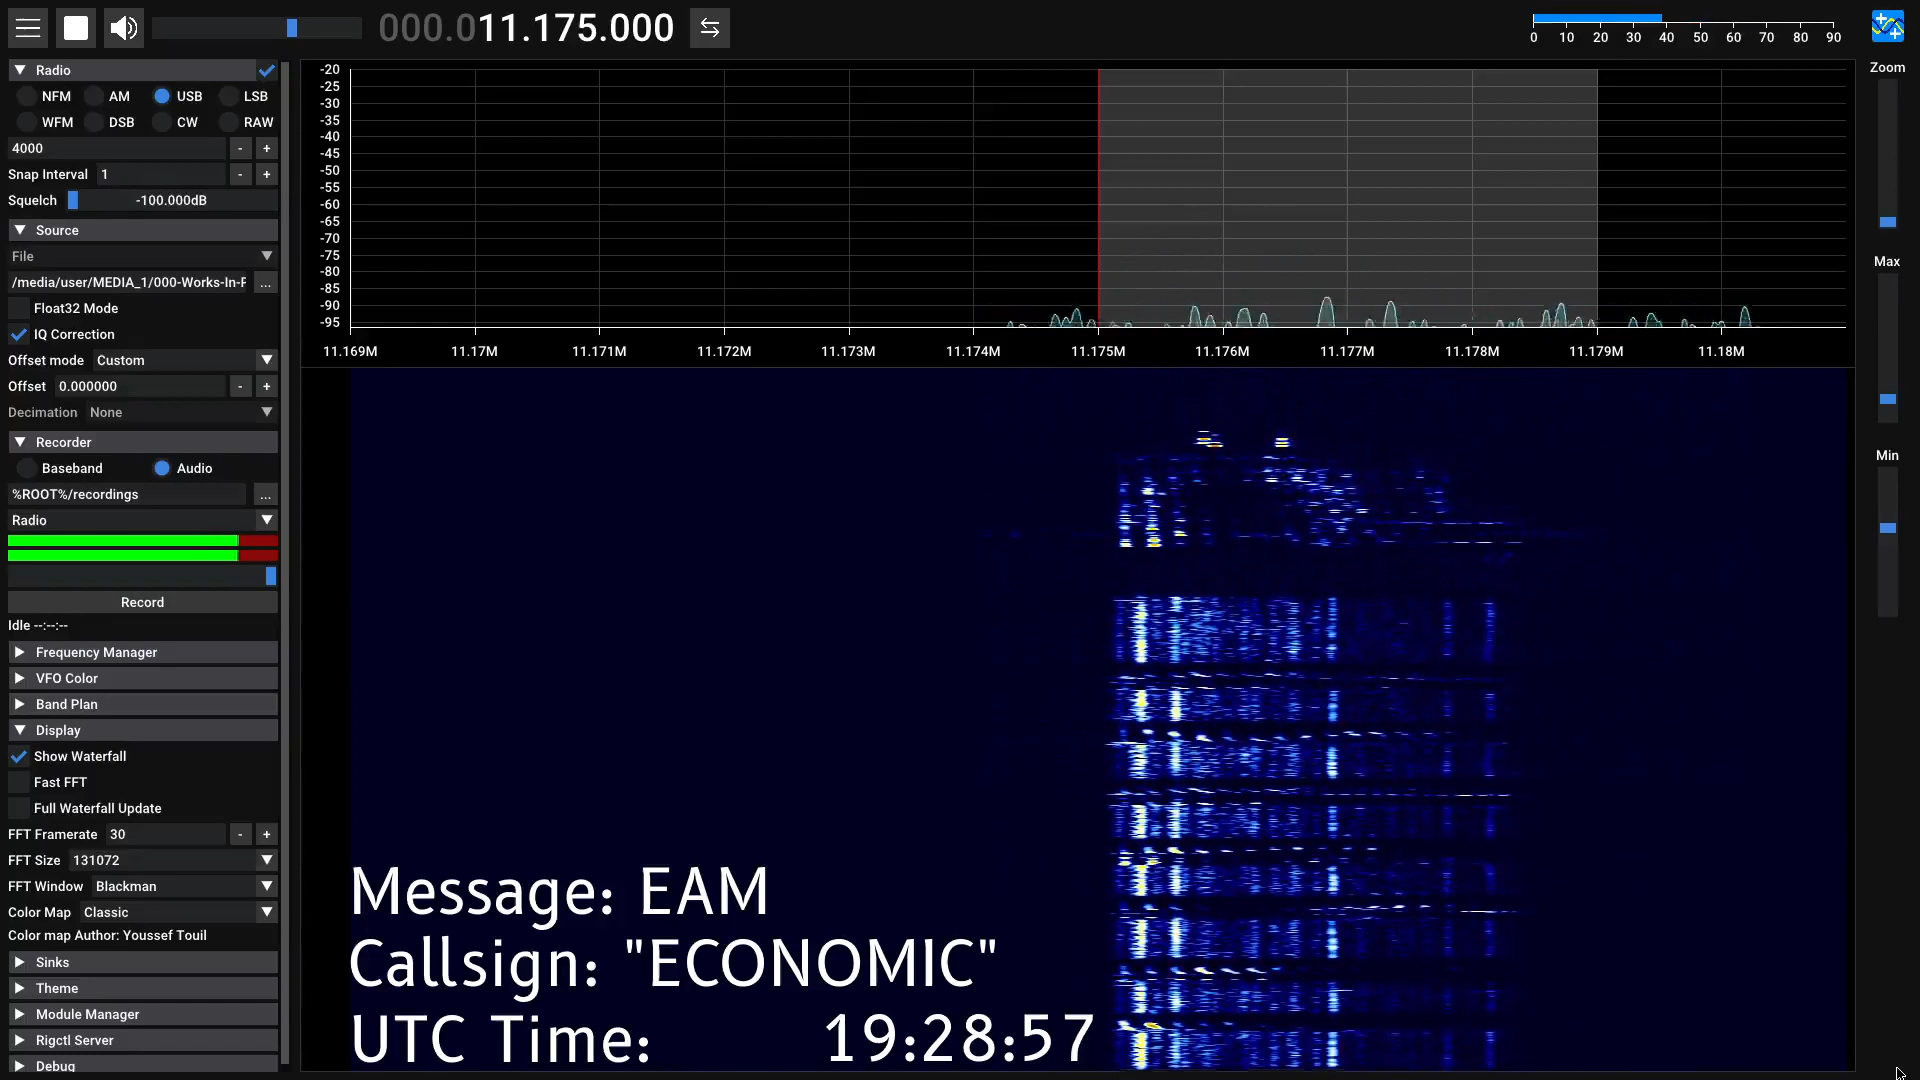 000.011.175.000
0 10 20 30 40 50 60 70 80 90
Radio
NFM AM USB LSB
WFM DSB CW RAW
4000 - +
Snap Interval 1 - +
Squelch -100.000dB
Source
File
/media/user/MEDIA_1/000-Works-In-P ...
Float32 Mode
IQ Correction
Offset mode Custom
Offset 0.000000 - +
Decimation None
Recorder
Baseband Audio
%ROOT%/recordings ...
Radio
Record
Idle --:--:--
Frequency Manager
VFO Color
Band Plan
Display
Show Waterfall
Fast FFT
Full Waterfall Update
FFT Framerate 30 - +
FFT Size 131072
FFT Window Blackman
Color Map Classic
Color map Author: Youssef Touil
Sinks
Theme
Module Manager
Rigctl Server
Debug
-20
-25
-30
-35
-40
-45
-50
-55
-60
-65
-70
-75
-80
-85
-90
-95
11.169M 11.17M 11.171M 11.172M 11.173M 11.174M 11.175M 11.176M 11.177M 11.178M 11.179M 11.18M
Message: EAM
Callsign: "ECONOMIC"
UTC Time: 19:28:57
Zoom
Max
Min